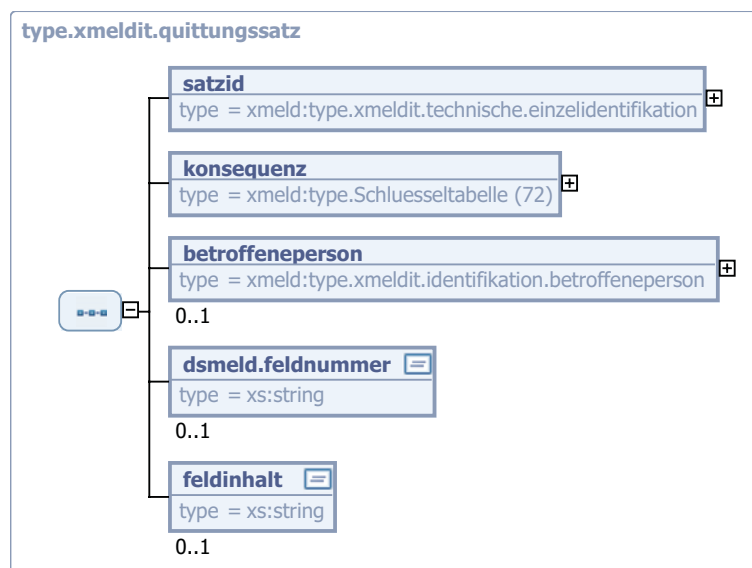 type.xmeldit.quittungssatz
satzid
type = xmeld:type.xmeldit.technische.einzelidentifikation
konsequenz
type = xmeld:type.Schluesseltabelle (72)
betroffeneperson
type = xmeld:type.xmeldit.identifikation.betroffeneperson
0..1
dsmeld.feldnummer
type = xs:string
0..1
feldinhalt
type = xs:string
0..1